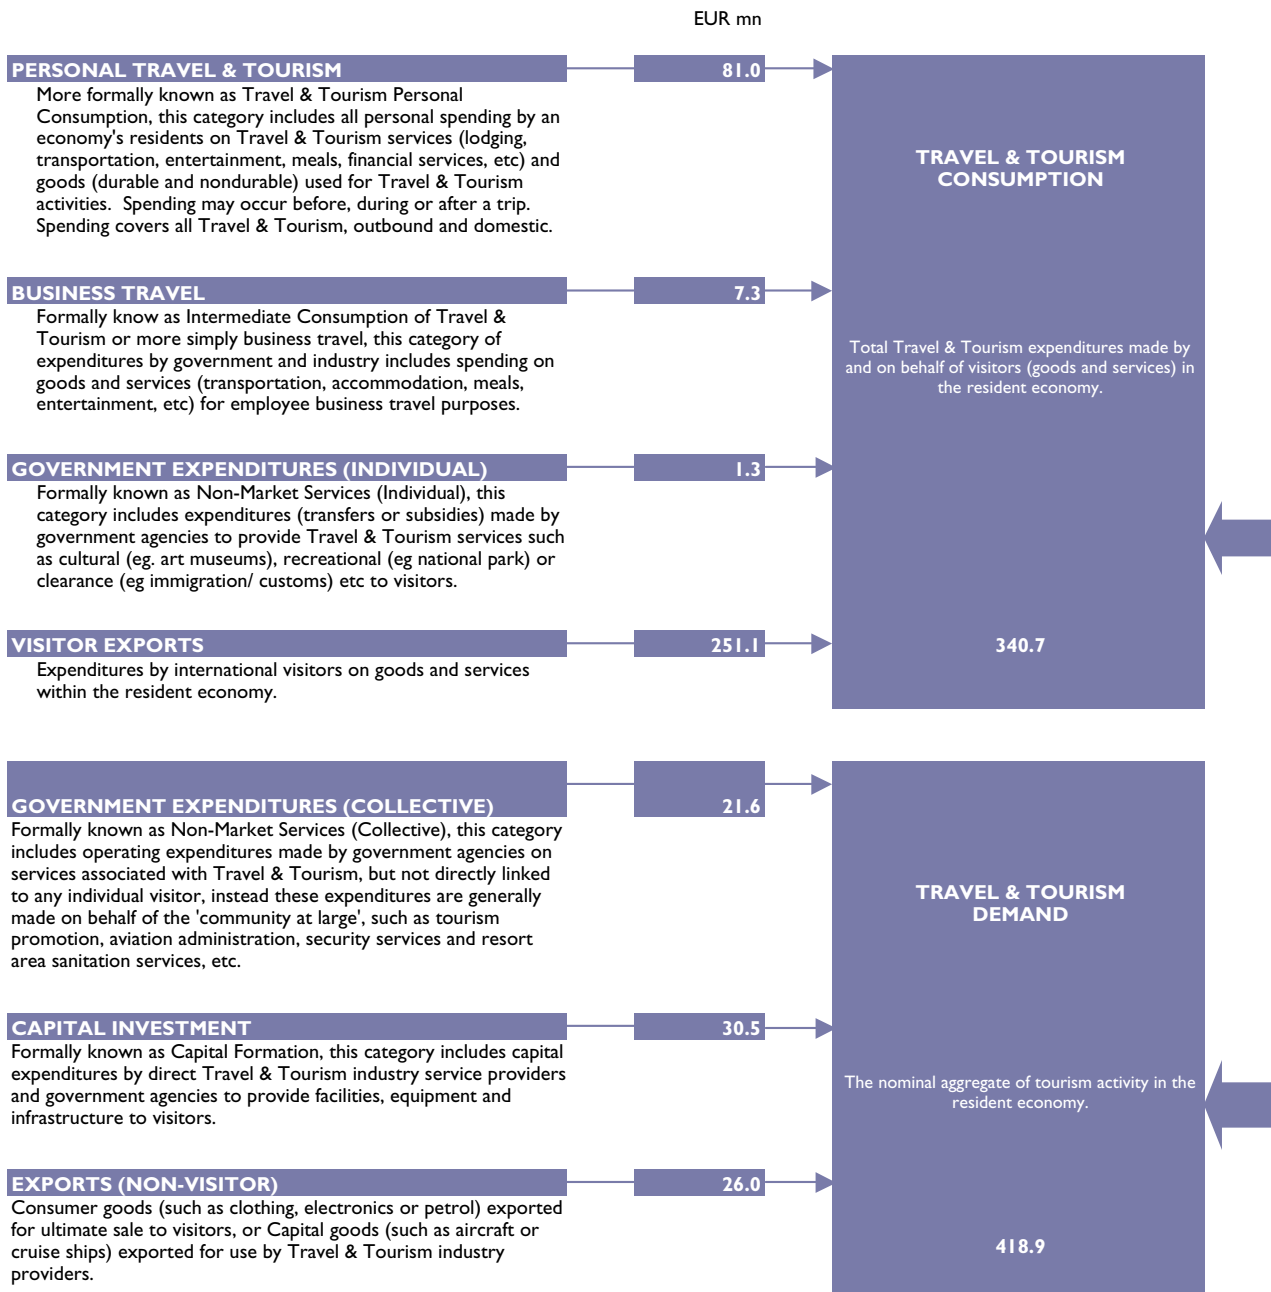 EUR mn
PERSONAL TRAVEL & TOURISM
81.0
More formally known as Travel & Tourism Personal
Consumption, this category includes all personal spending by an
economy's residents on Travel & Tourism services (lodging,
transportation, entertainment, meals, financial services, etc) and
goods (durable and nondurable) used for Travel & Tourism
activities.  Spending may occur before, during or after a trip.
Spending covers all Travel & Tourism, outbound and domestic.
BUSINESS TRAVEL
7.3
Formally know as Intermediate Consumption of Travel &
Tourism or more simply business travel, this category of
expenditures by government and industry includes spending on
goods and services (transportation, accommodation, meals,
entertainment, etc) for employee business travel purposes.
GOVERNMENT EXPENDITURES (INDIVIDUAL)
1.3
Formally known as Non-Market Services (Individual), this
category includes expenditures (transfers or subsidies) made by
government agencies to provide Travel & Tourism services such
as cultural (eg. art museums), recreational (eg national park) or
clearance (eg immigration/ customs) etc to visitors.
VISITOR EXPORTS
251.1
Expenditures by international visitors on goods and services
within the resident economy.
TRAVEL & TOURISM
CONSUMPTION
Total Travel & Tourism expenditures made by
and on behalf of visitors (goods and services) in
the resident economy.
340.7
GOVERNMENT EXPENDITURES (COLLECTIVE)
21.6
Formally known as Non-Market Services (Collective), this category
includes operating expenditures made by government agencies on
services associated with Travel & Tourism, but not directly linked
to any individual visitor, instead these expenditures are generally
made on behalf of the 'community at large', such as tourism
promotion, aviation administration, security services and resort
area sanitation services, etc.
CAPITAL INVESTMENT
30.5
Formally known as Capital Formation, this category includes capital
expenditures by direct Travel & Tourism industry service providers
and government agencies to provide facilities, equipment and
infrastructure to visitors.
EXPORTS (NON-VISITOR)
26.0
Consumer goods (such as clothing, electronics or petrol) exported
for ultimate sale to visitors, or Capital goods (such as aircraft or
cruise ships) exported for use by Travel & Tourism industry
providers.
TRAVEL & TOURISM
DEMAND
The nominal aggregate of tourism activity in the
resident economy.
418.9